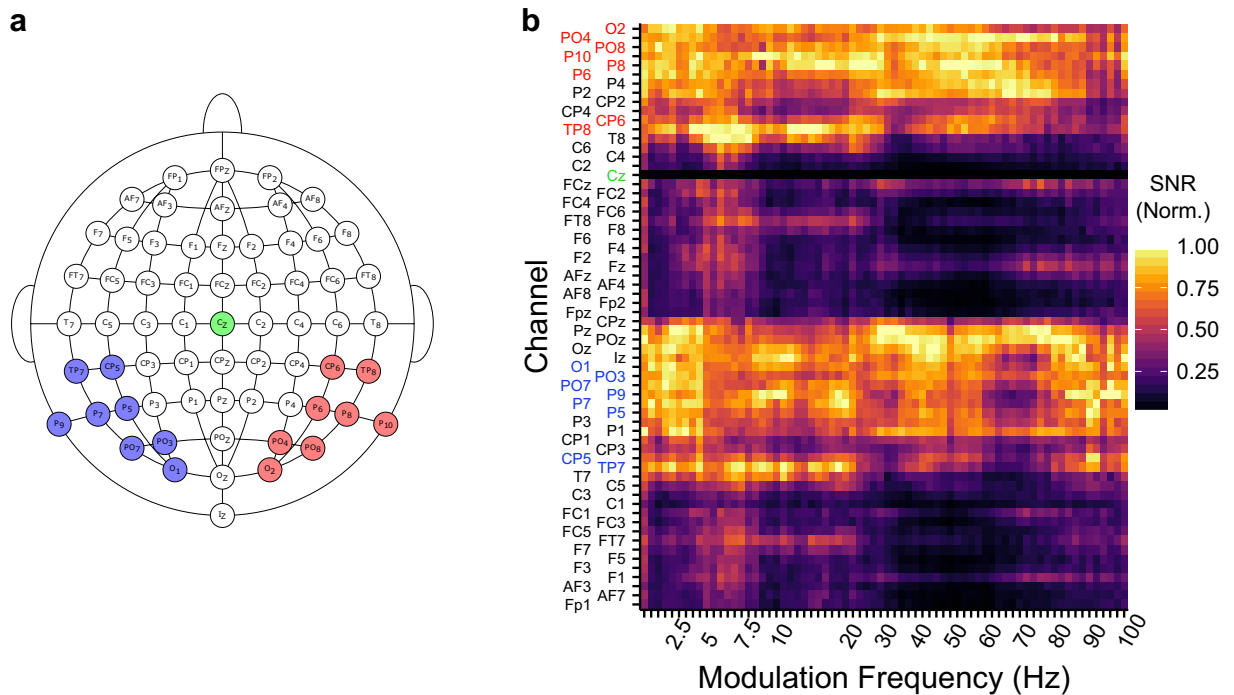 a
FP1 FPZ FP2
AF7 AF3 AFZ AF4 AF8
F7 F5 F3 F1 FZ F2 F4 F6 F8
FT7 FC5 FC3 FC1 FCZ FC2 FC4 FC6 FT8
T7 C5 C3 C1 CZ C2 C4 C6 T8
TP7 CP5 CP3 CP1 CPZ CP2 CP4 CP6 TP8
P9 P7 P5 P3 P1 PZ P2 P4 P6 P8 P10
PO7 PO3 POZ PO4 PO8
O1 OZ O2
IZ
b
Channel
O2
PO4
PO8
P10
P8
P6
P4
P2
CP2
CP4
CP6
TP8
T8
C6
C4
C2
Cz
FCz
FC2
FC4
FC6
FT8
F8
F6
F4
F2
Fz
AFz
AF4
AF8
Fp2
Fpz
CPz
Pz
POz
Oz
Iz
O1
PO3
PO7
P9
P7
P5
P3
P1
CP1
CP3
CP5
TP7
T7
C5
C3
C1
FC1
FC3
FC5
FT7
F7
F5
F3
F1
AF3
AF7
Fp1
2.5 5 7.5 10 20 30 40 50 60 70 80 90 100
Modulation Frequency (Hz)
SNR
(Norm.)
1.00
0.75
0.50
0.25